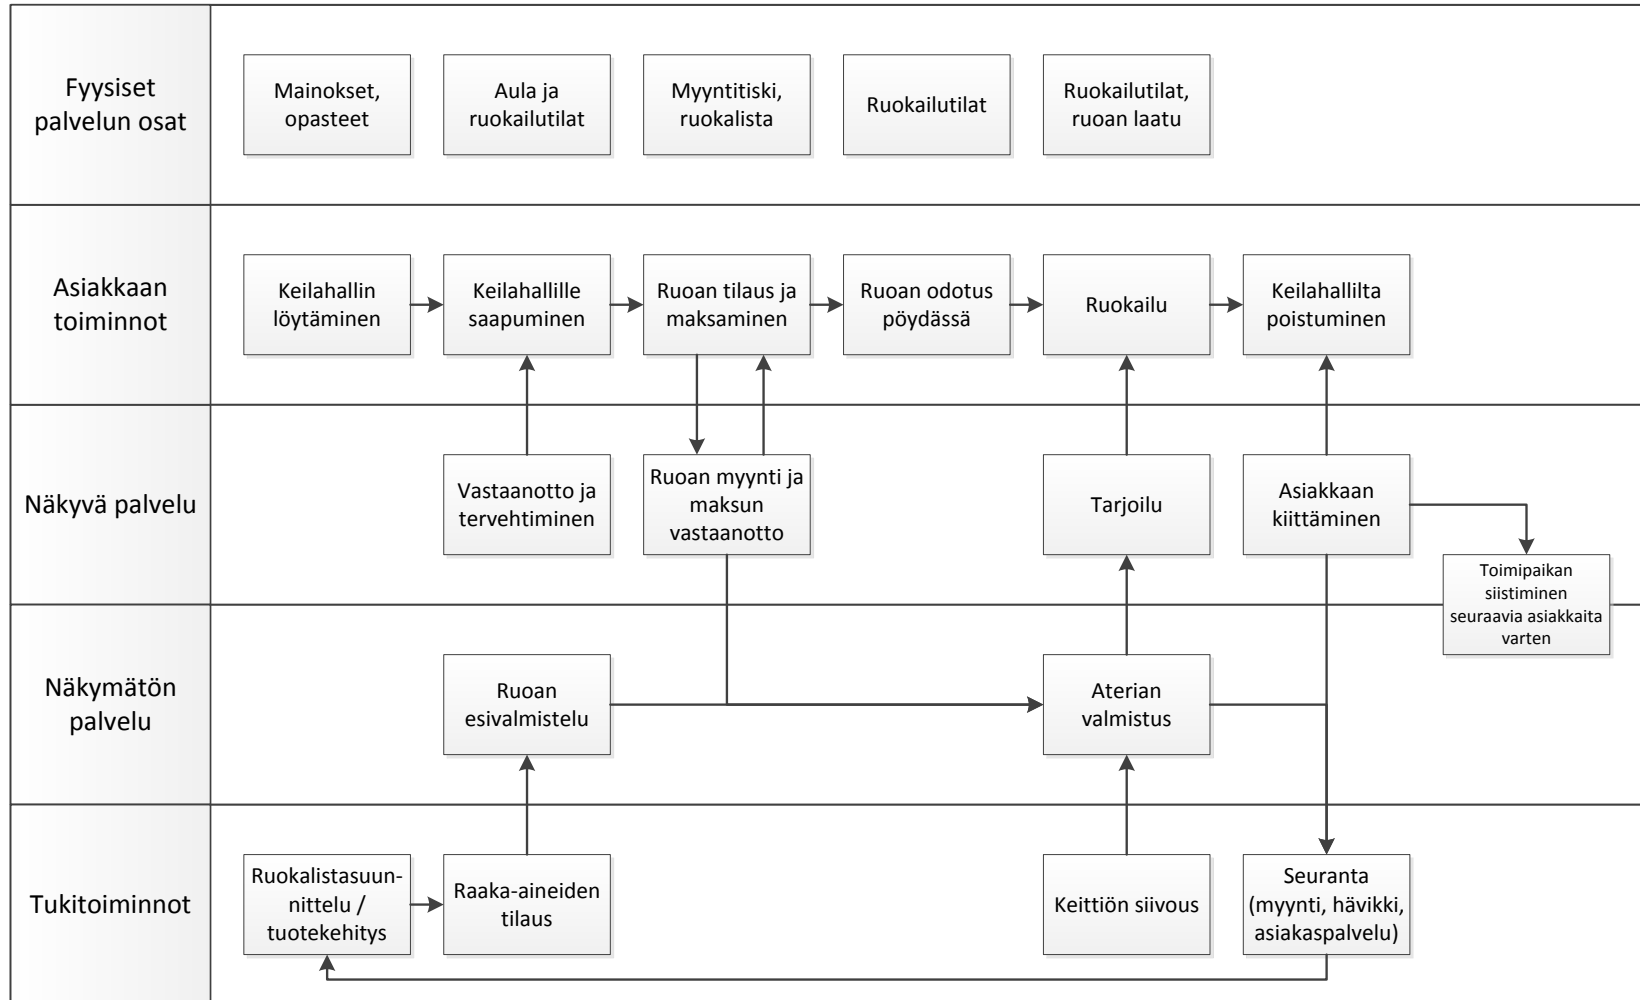 Fyysiset
palvelun osat
Mainokset,
opasteet
Aula ja
ruokailutilat
Myyntitiski,
ruokalista
Ruokailutilat
Ruokailutilat,
ruoan laatu
Asiakkaan
toiminnot
Keilahallin
löytäminen
Keilahallille
saapuminen
Ruoan tilaus ja
maksaminen
Ruoan odotus
pöydässä
Ruokailu
Keilahallilta
poistuminen
Näkyvä palvelu
Vastaanotto ja
tervehtiminen
Ruoan myynti ja
maksun
vastaanotto
Tarjoilu
Asiakkaan
kiittäminen
Toimipaikan
siistiminen
seuraavia asiakkaita
varten
Näkymätön
palvelu
Ruoan
esivalmistelu
Aterian
valmistus
Tukitoiminnot
Ruokalistasuun-
nittelu /
tuotekehitys
Raaka-aineiden
tilaus
Keittiön siivous
Seuranta
(myynti, hävikki,
asiakaspalvelu)